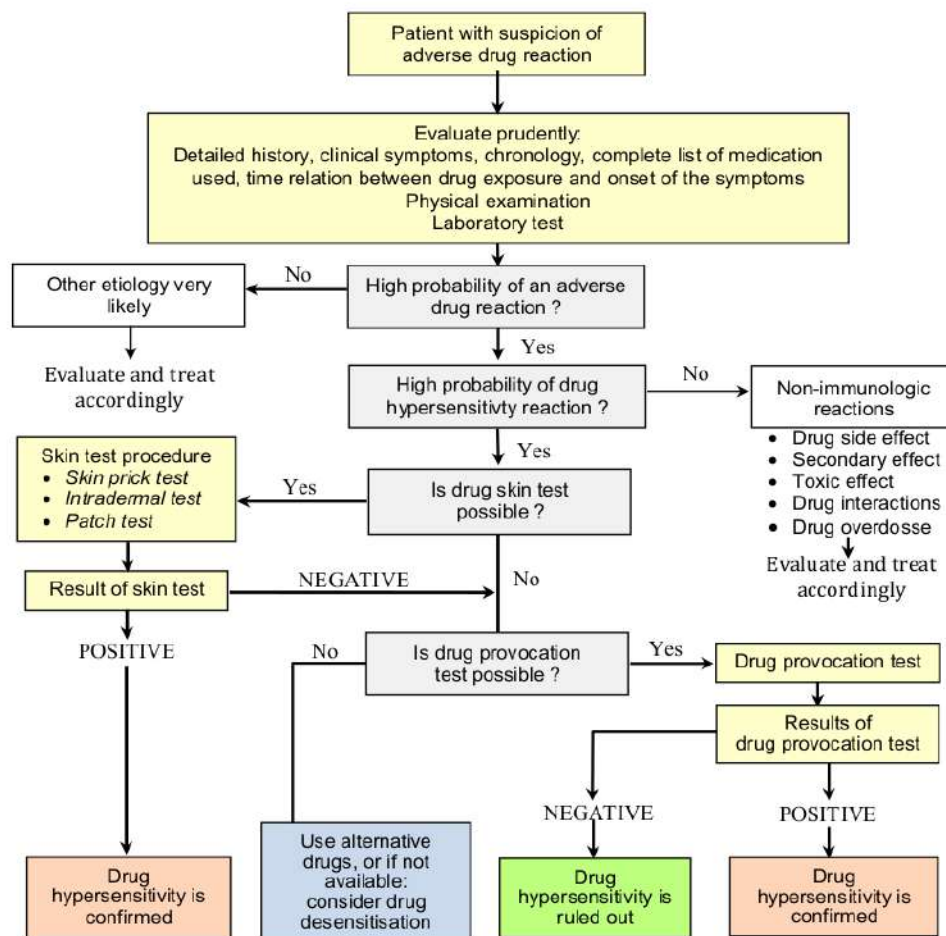 Patient with suspicion of
adverse drug reaction
Evaluate prudently:
Detailed history, clinical symptoms, chronology, complete list of medication
used, time relation between drug exposure and onset of the symptoms
Physical examination
Laboratory test
No
Other etiology very
likely
High probability of an adverse
drug reaction ?
Evaluate and treat
accordingly
Yes
High probability of drug
hypersensitivty reaction ?
No
Non-immunologic
reactions
• Drug side effect
• Secondary effect
• Toxic effect
• Drug interactions
• Drug overdosse
Evaluate and treat
accordingly
Yes
Skin test procedure
• Skin prick test
• Intradermal test
• Patch test
Yes
Is drug skin test
possible ?
Result of skin test
NEGATIVE
No
POSITIVE
No
Is drug provocation
test possible ?
Yes
Drug provocation test
Results of
drug provocation test
NEGATIVE
POSITIVE
Drug
hypersensitivity is
confirmed
Use alternative
drugs, or if not
available:
consider drug
desensitisation
Drug
hypersensitivity is
ruled out
Drug
hypersensitivity is
confirmed